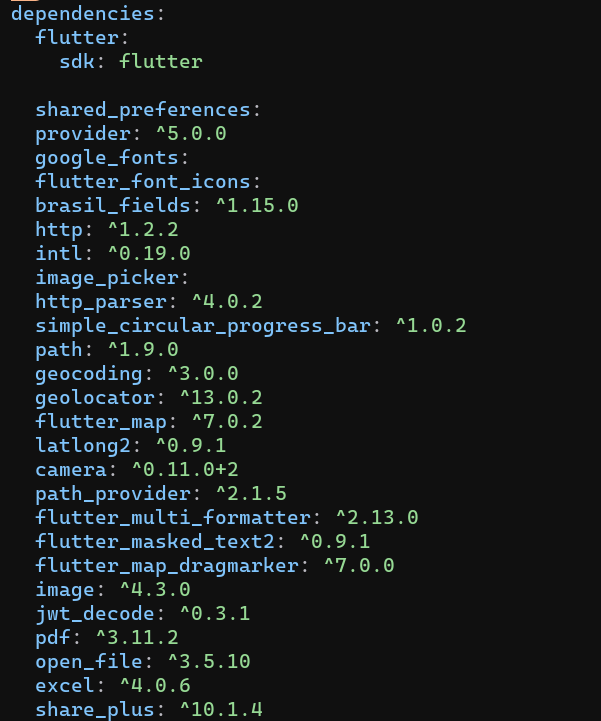 dependencies:
flutter:
sdk: flutter
shared_preferences:
provider: ^5.0.0
google_fonts:
flutter_font_icons:
brasil_fields: ^1.15.0
http: ^1.2.2
intl: ^0.19.0
image_picker:
http_parser: ^4.0.2
simple_circular_progress_bar: ^1.0.2
path: ^1.9.0
geocoding: ^3.0.0
geolocator: ^13.0.2
flutter_map: ^7.0.2
latlong2: ^0.9.1
camera: ^0.11.0+2
path_provider: ^2.1.5
flutter_multi_formatter: ^2.13.0
flutter_masked_text2: ^0.9.1
flutter_map_dragmarker: ^7.0.0
image: ^4.3.0
jwt_decode: ^0.3.1
pdf: ^3.11.2
open_file: ^3.5.10
excel: ^4.0.6
share_plus: ^10.1.4